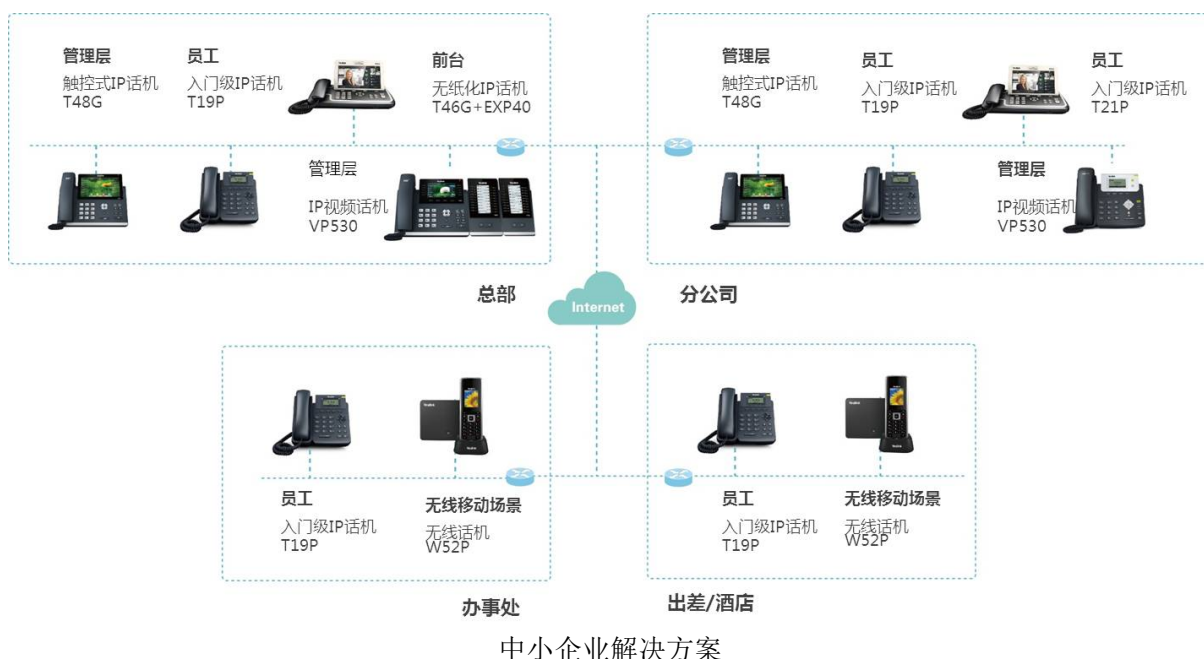 管理层
触控式IP话机
T48G
员工
入门级IP话机
T19P
前台
无纸化IP话机
T46G+EXP40
管理层
IP视频话机
VP530
总部
管理层
触控式IP话机
T48G
员工
入门级IP话机
T19P
员工
入门级IP话机
T21P
管理层
IP视频话机
VP530
分公司
Internet
员工
入门级IP话机
T19P
无线移动场景
无线话机
W52P
办事处
员工
入门级IP话机
T19P
无线移动场景
无线话机
W52P
出差/酒店
中小企业解决方案